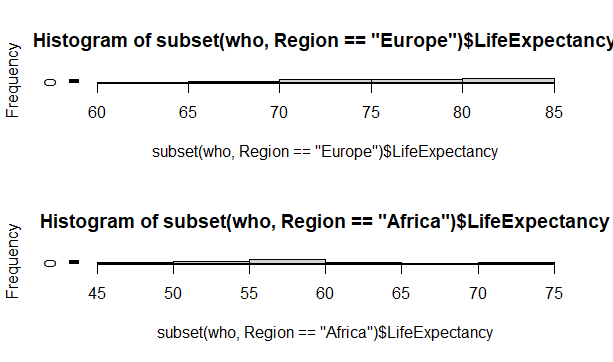 Histogram of subset(who, Region == "Europe")$LifeExpectancy
Frequency
0
60 65 70 75 80 85
subset(who, Region == "Europe")$LifeExpectancy
Histogram of subset(who, Region == "Africa")$LifeExpectancy
Frequency
0
45 50 55 60 65 70 75
subset(who, Region == "Africa")$LifeExpectancy